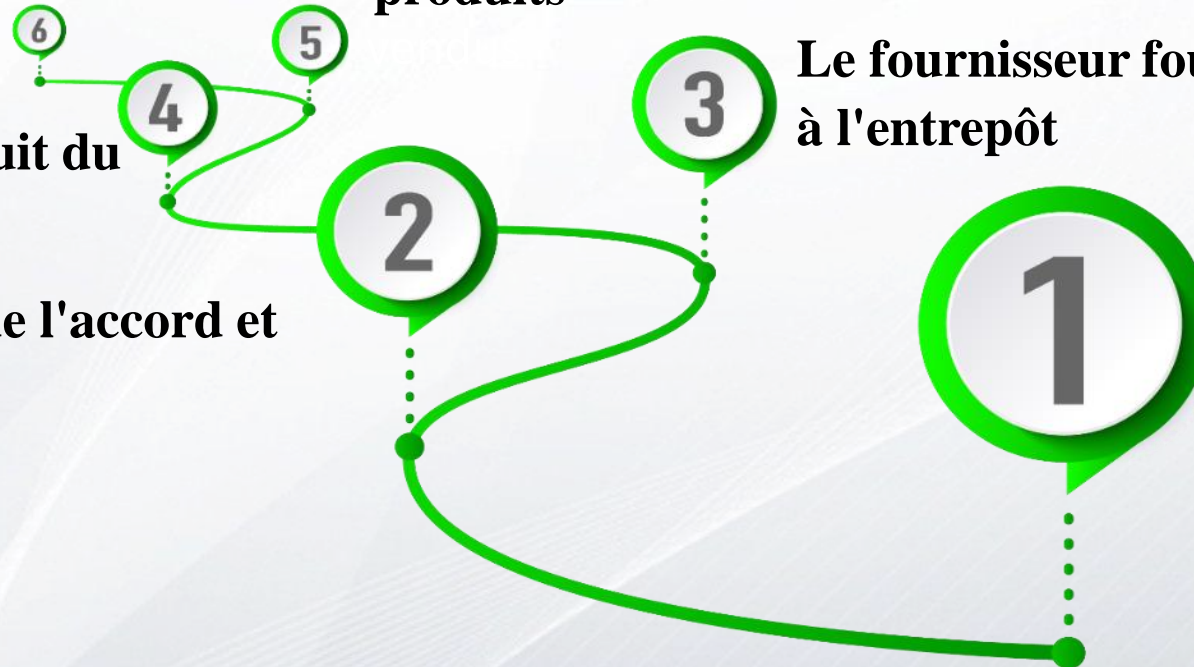 produits
6
5
3
Le fournisseur fou
à l'entrepôt
4
uit du
2
1
e l'accord et